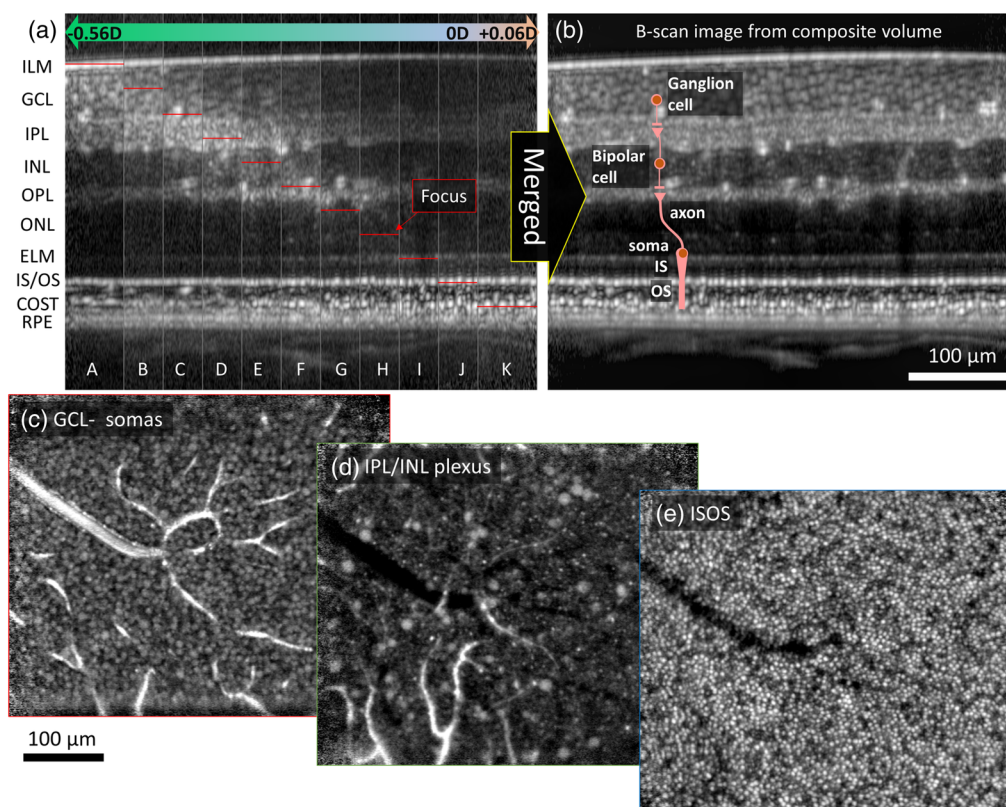 (a)
-0.56D
0D
+0.06D
ILM
GCL
IPL
INL
OPL
ONL
ELM
IS/OS
COST
RPE
Focus
A B C D E F G H I J K
Merged
(b)
B-scan image from composite volume
Ganglion
cell
Bipolar
cell
axon
soma
IS
OS
100 μm
(c) GCL- somas
100 μm
(d) IPL/INL plexus
(e) ISOS